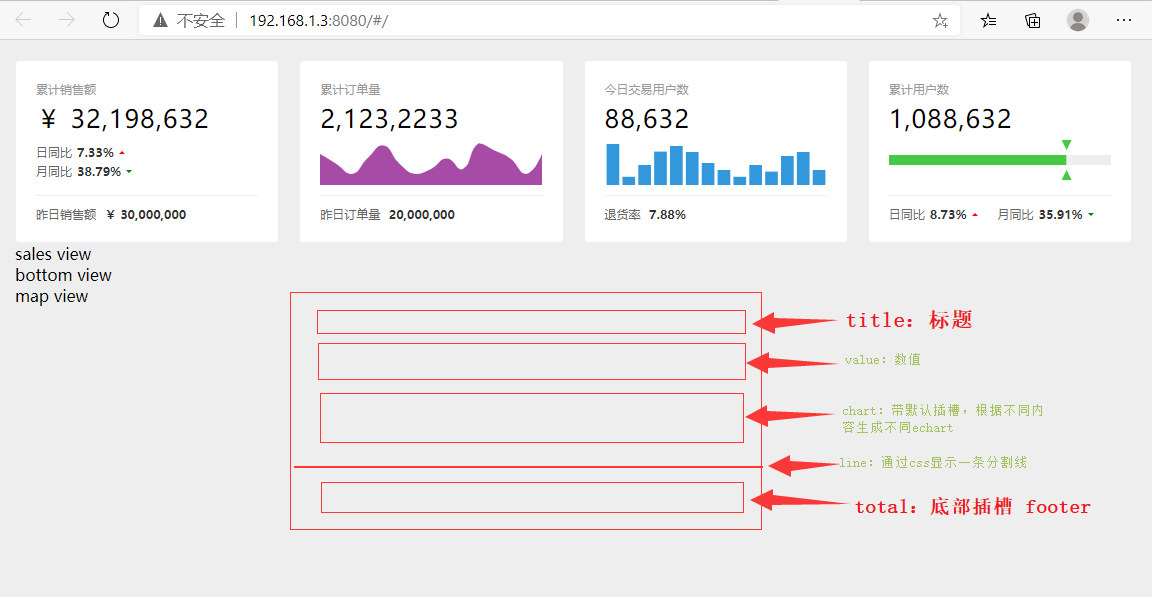 不安全 192.168.1.3:8080/#/
累计销售额
¥ 32,198,632
日同比 7.33%
月同比 38.79%
昨日销售额 ¥ 30,000,000
累计订单量
2,123,2233
昨日订单量 20,000,000
今日交易用户数
88,632
退货率 7.88%
累计用户数
1,088,632
日同比 8.73% 月同比 35.91%
sales view
bottom view
map view
title：标题
value：数值
chart：带默认插槽，根据不同内
容生成不同echart
line：通过css显示一条分割线
total：底部插槽 footer